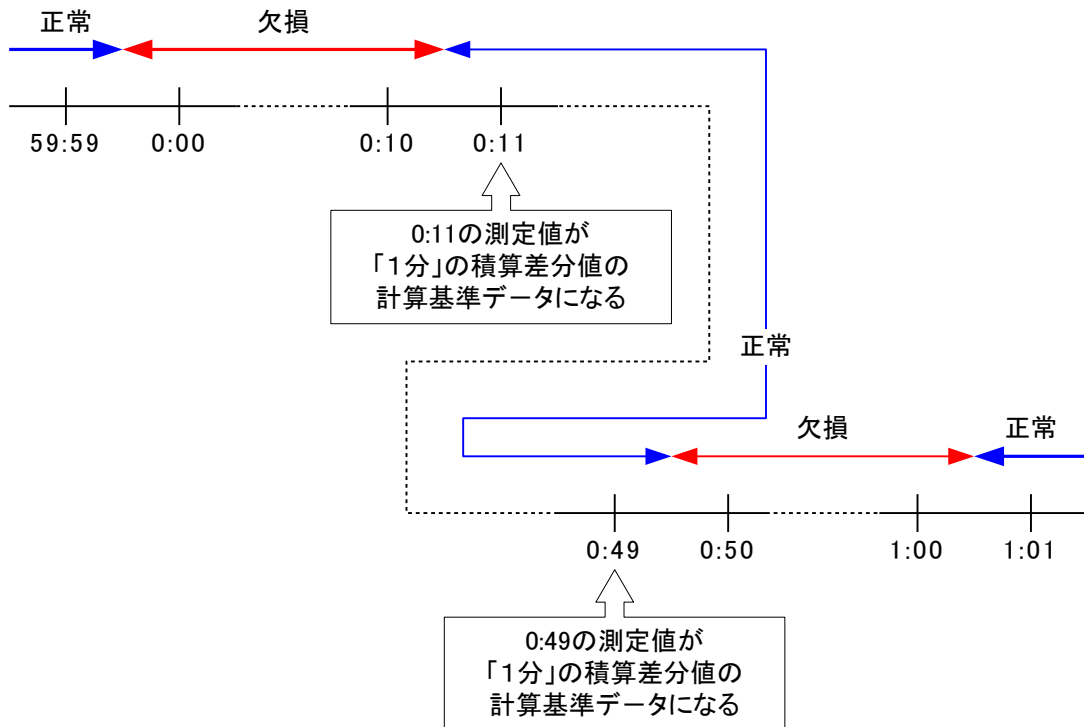 正常
欠損
59:59
0:00
0:10
0:11
0:11の測定値が
「１分」の積算差分値の
計算基準データになる
正常
欠損
正常
0:49
0:50
1:00
1:01
0:49の測定値が
「１分」の積算差分値の
計算基準データになる